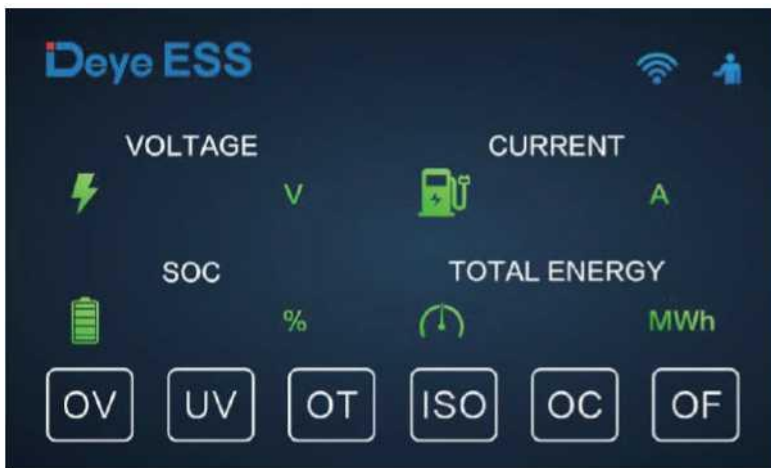 Deye ESS
VOLTAGE CURRENT
V A
SOC TOTAL ENERGY
% MWh
OV UV OT ISO OC OF